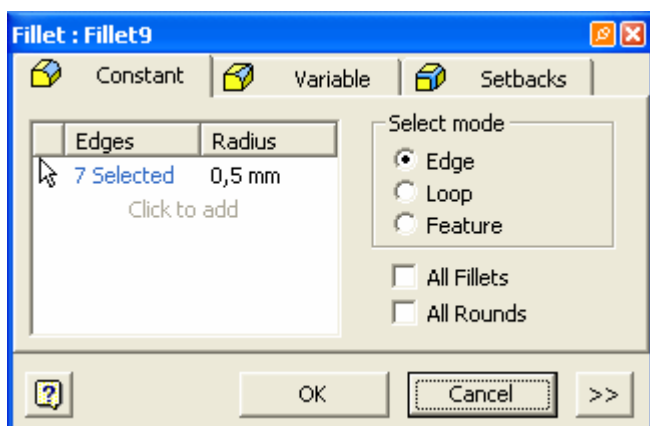 Fillet : Fillet9
Constant Variable Setbacks
Edges Radius
7 Selected 0,5 mm
Click to add
Select mode
Edge
Loop
Feature
All Fillets
All Rounds
? OK Cancel >>